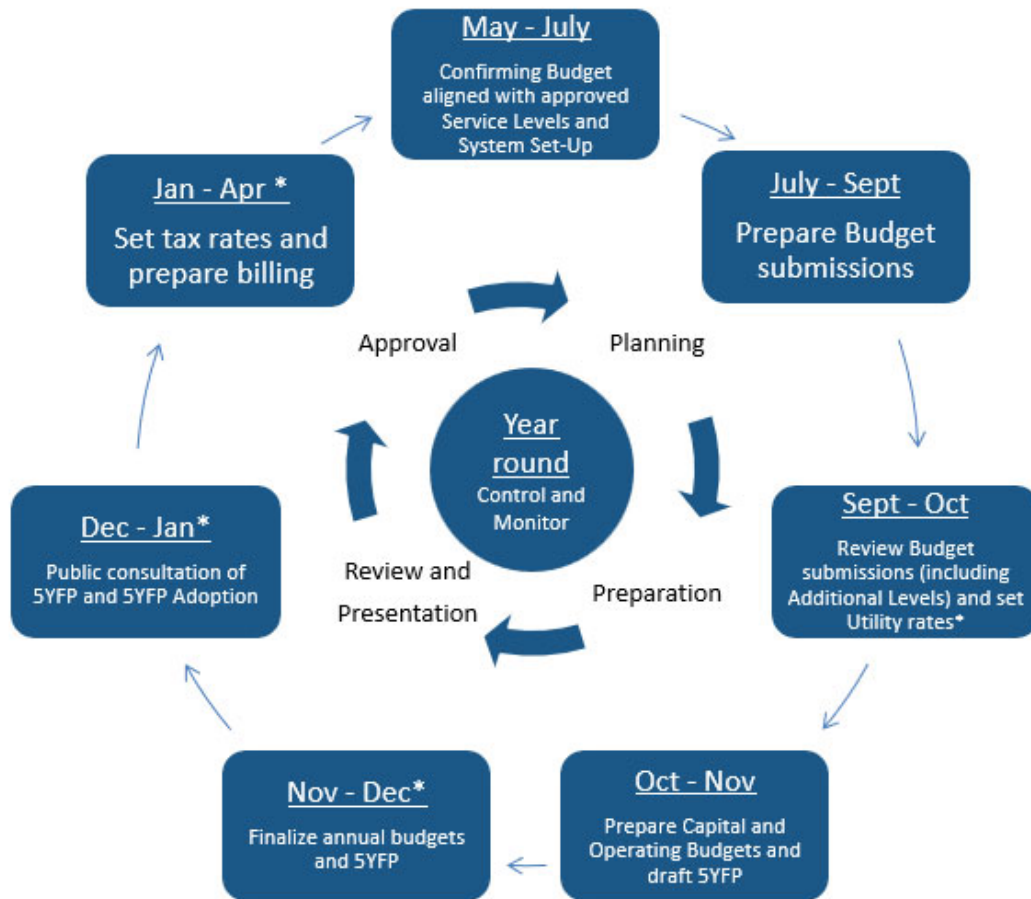 May - July
Confirming Budget
aligned with approved
Service Levels and
System Set-Up
July - Sept
Prepare Budget
submissions
Sept - Oct
Review Budget
submissions (including
Additional Levels) and set
Utility rates*
Oct - Nov
Prepare Capital and
Operating Budgets and
draft 5YFP
Nov - Dec*
Finalize annual budgets
and 5YFP
Dec - Jan*
Public consultation of
5YFP and 5YFP Adoption
Jan - Apr *
Set tax rates and
prepare billing
Approval
Planning
Preparation
Review and
Presentation
Year
round
Control and
Monitor